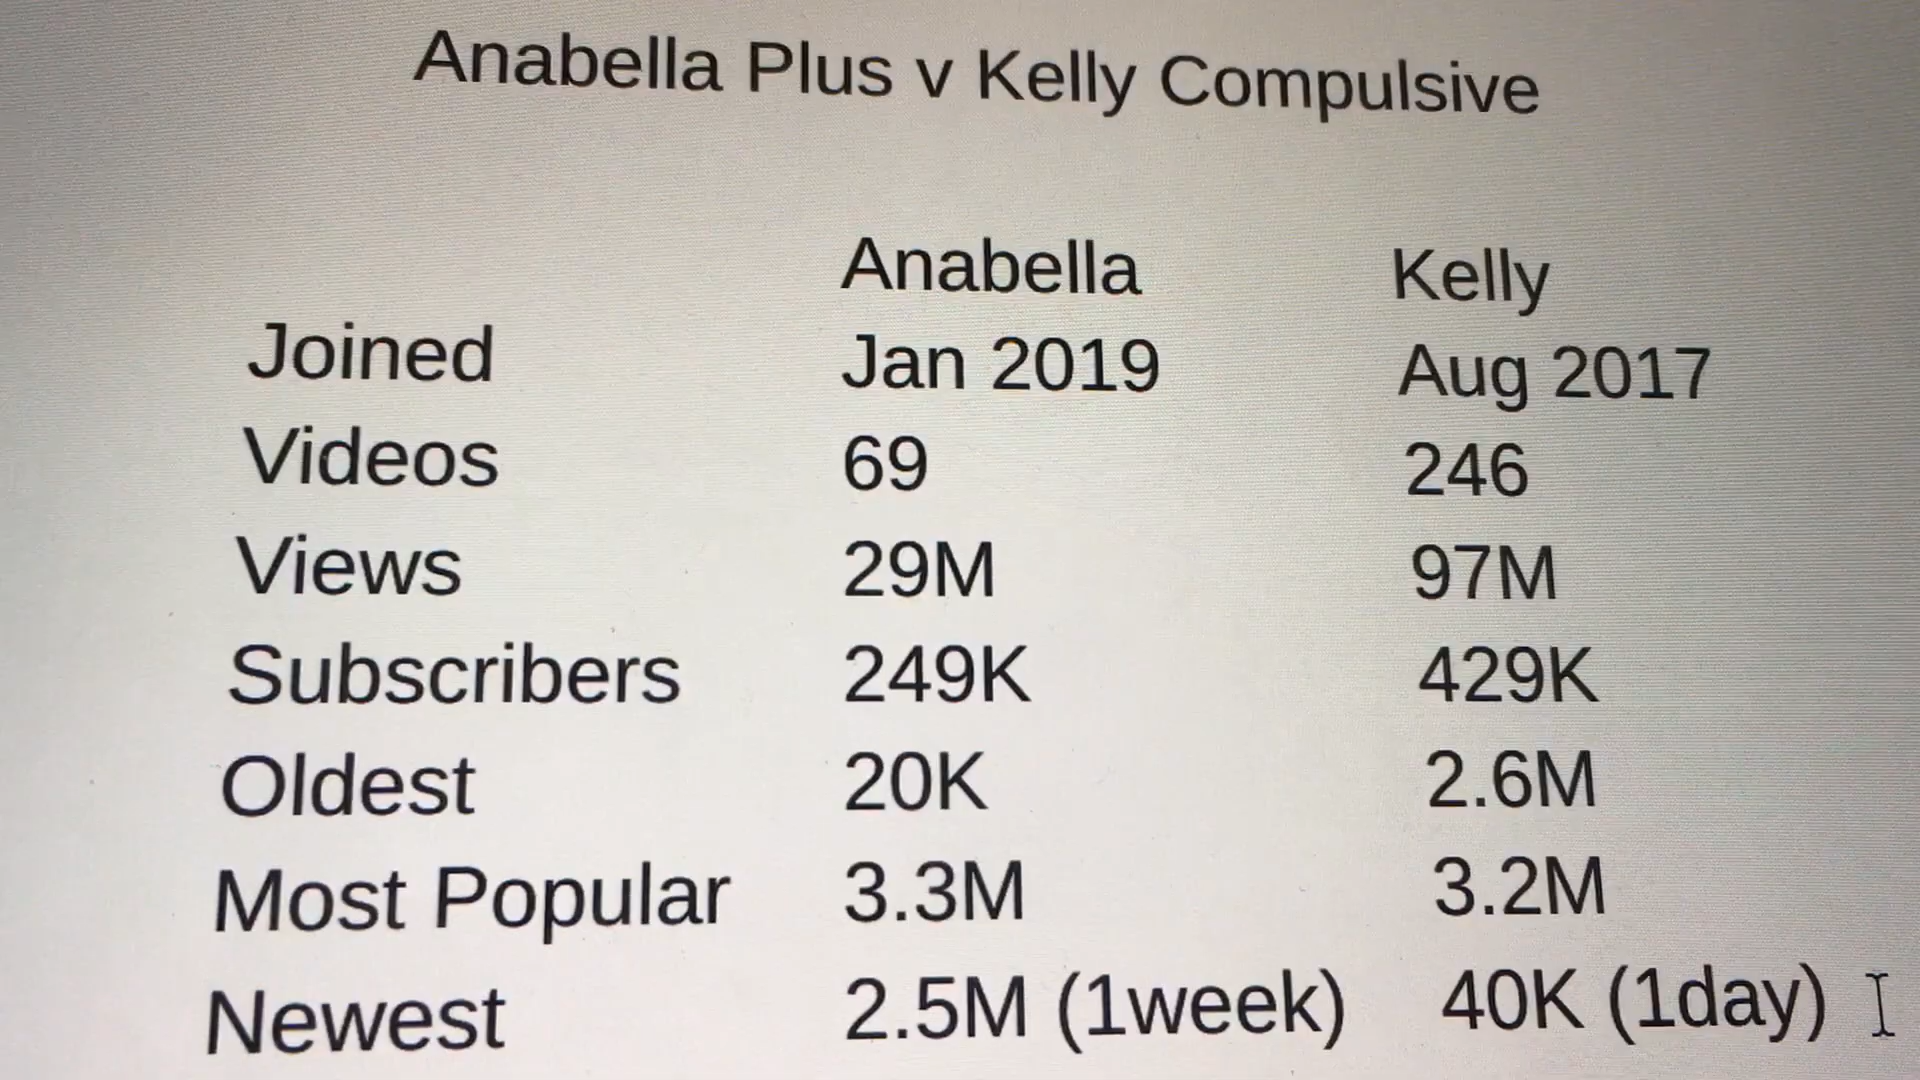 Anabella Plus v Kelly Compulsive
Anabella Kelly
Joined Jan 2019 Aug 2017
Videos 69 246
Views 29M 97M
Subscribers 249K 429K
Oldest 20K 2.6M
Most Popular 3.3M 3.2M
Newest 2.5M (1week) 40K (1day)